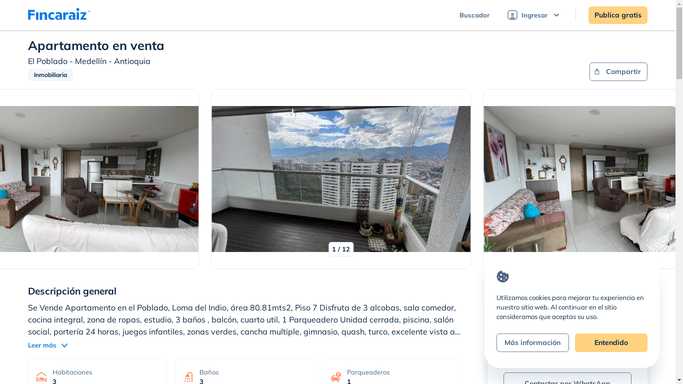 Fincaraiz
Buscador
Ingresar
Publica gratis
Apartamento en venta
El Poblado - Medellín - Antioquia
Inmobiliaria
Compartir
1 / 12
Descripción general
Se Vende Apartamento en el Poblado, Loma del Indio, área 80.81mts2, Piso 7 Disfruta de 3 alcobas, sala comedor,
cocina integral, zona de ropas, estudio, 3 baños , balcón, cuarto util, 1 Parqueadero Unidad cerrada, piscina, salón
social, portería 24 horas, juegos infantiles, zonas verdes, cancha multiple, gimnasio, quash, turco, excelente vista a...
Leer más
Habitaciones
3
Baños
3
Parqueaderos
1
Utilizamos cookies para mejorar tu experiencia en
nuestro sitio web. Al continuar en el sitio
consideramos que aceptas su uso.
Más información
Entendido
Contactar por WhatsApp